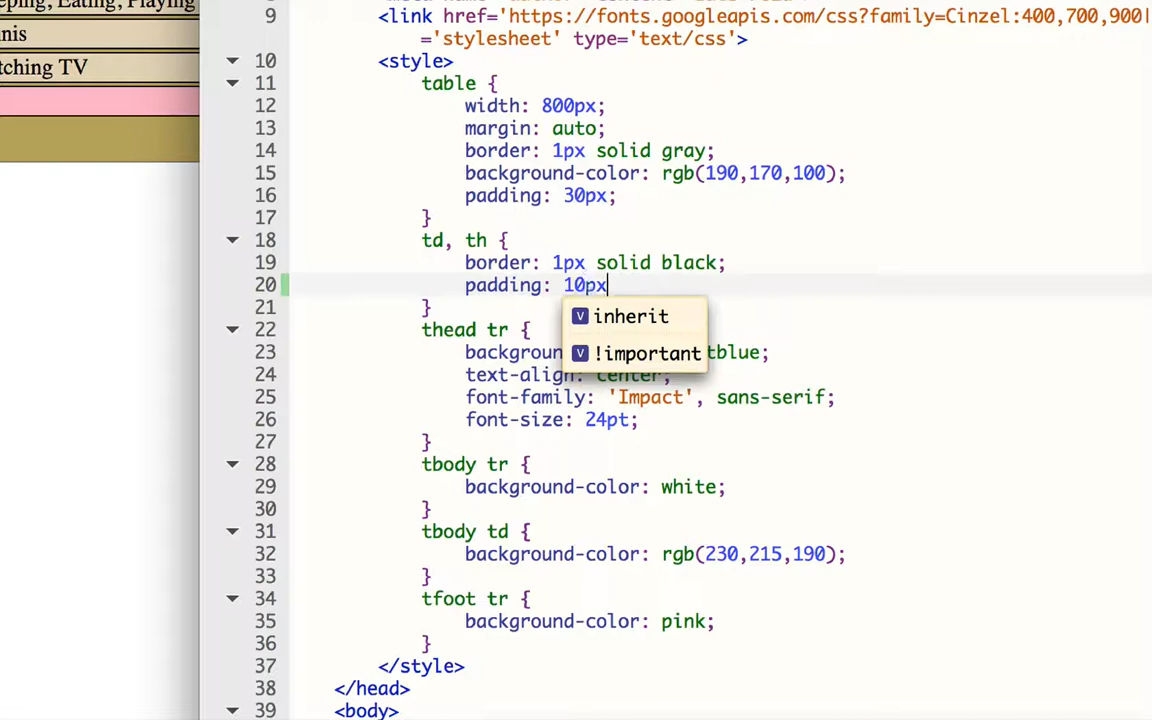 eping, Eating, Playing
nis
tching TV
9 <link href='https://fonts.googleapis.com/css?family=Cinzel:400,700,900|
='stylesheet' type='text/css'>
10 <style>
11 table {
12 width: 800px;
13 margin: auto;
14 border: 1px solid gray;
15 background-color: rgb(190,170,100);
16 padding: 30px;
17 }
18 td, th {
19 border: 1px solid black;
20 padding: 10px
21 }
inherit
!important
22 thead tr {
23 backgroun tblue;
24 text-align: center;
25 font-family: 'Impact', sans-serif;
26 font-size: 24pt;
27 }
28 tbody tr {
29 background-color: white;
30 }
31 tbody td {
32 background-color: rgb(230,215,190);
33 }
34 tfoot tr {
35 background-color: pink;
36 }
37 </style>
38 </head>
39 <body>